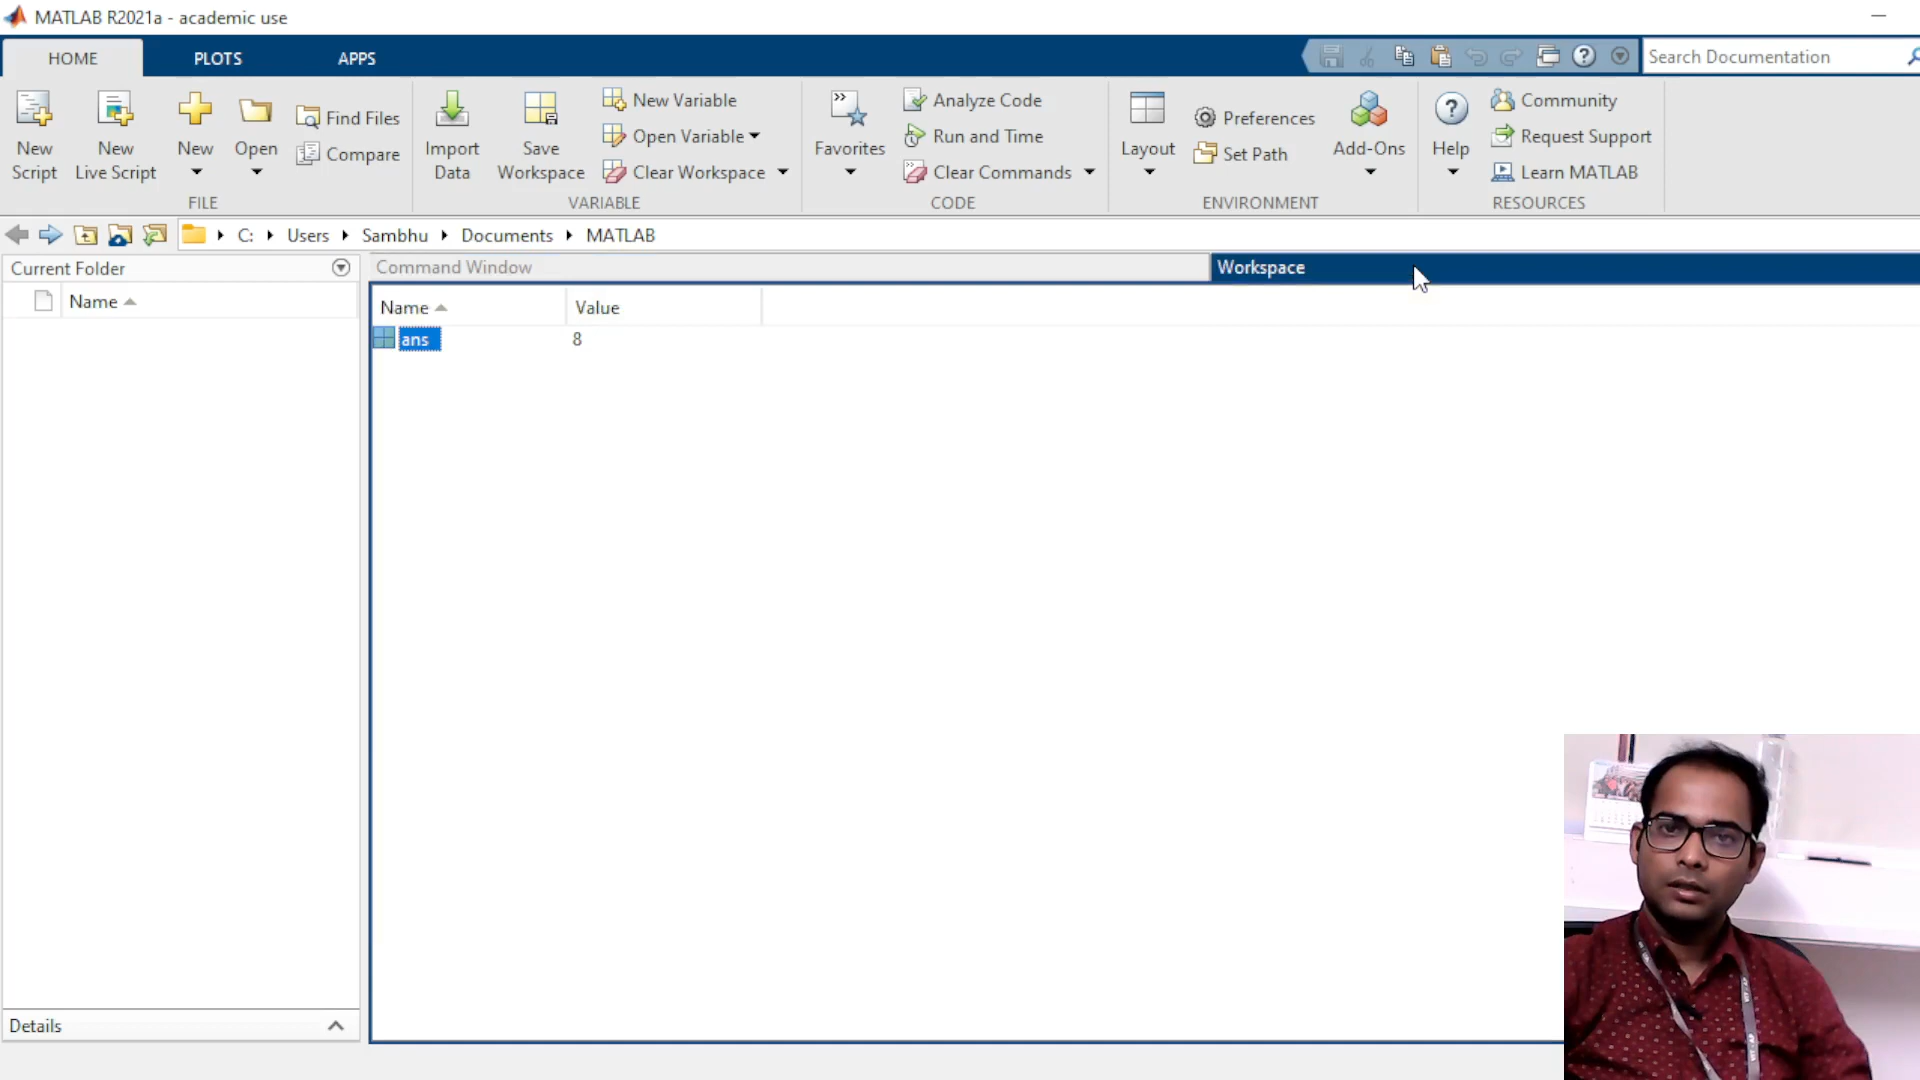 MATLAB R2021a - academic use
HOME PLOTS APPS
Search Documentation
New Script
New Live Script
New
Open
Find Files
Compare
FILE
Import Data
Save Workspace
New Variable
Open Variable
Clear Workspace
VARIABLE
Favorites
Analyze Code
Run and Time
Clear Commands
CODE
Layout
Preferences
Set Path
Add-Ons
ENVIRONMENT
Help
Community
Request Support
Learn MATLAB
RESOURCES
C: Users Sambhu Documents MATLAB
Current Folder
Name
Command Window
Workspace
Name Value
ans 8
Details